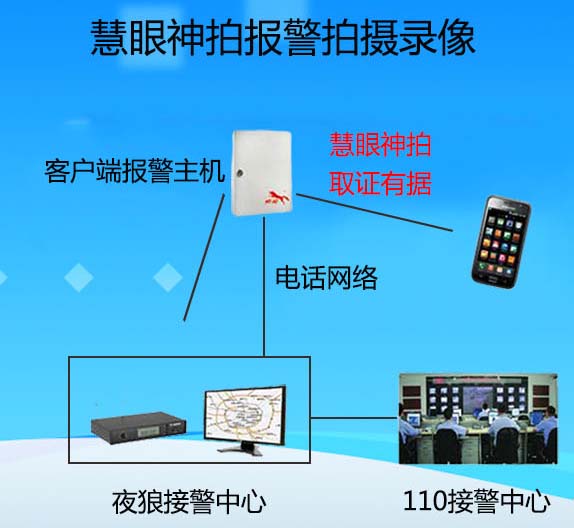 慧眼神拍报警拍摄录像
客户端报警主机
慧眼神拍
取证有据
电话网络
夜狼接警中心
110接警中心